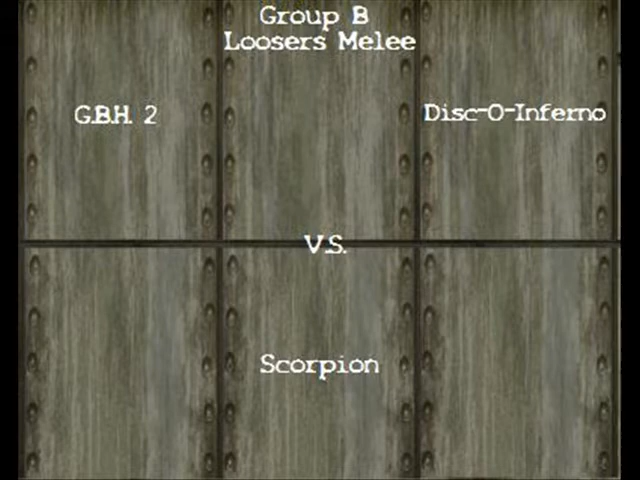 Group B
Loosers Melee
G.B.H. 2
Disc-O-Inferno
V.S.
Scorpion